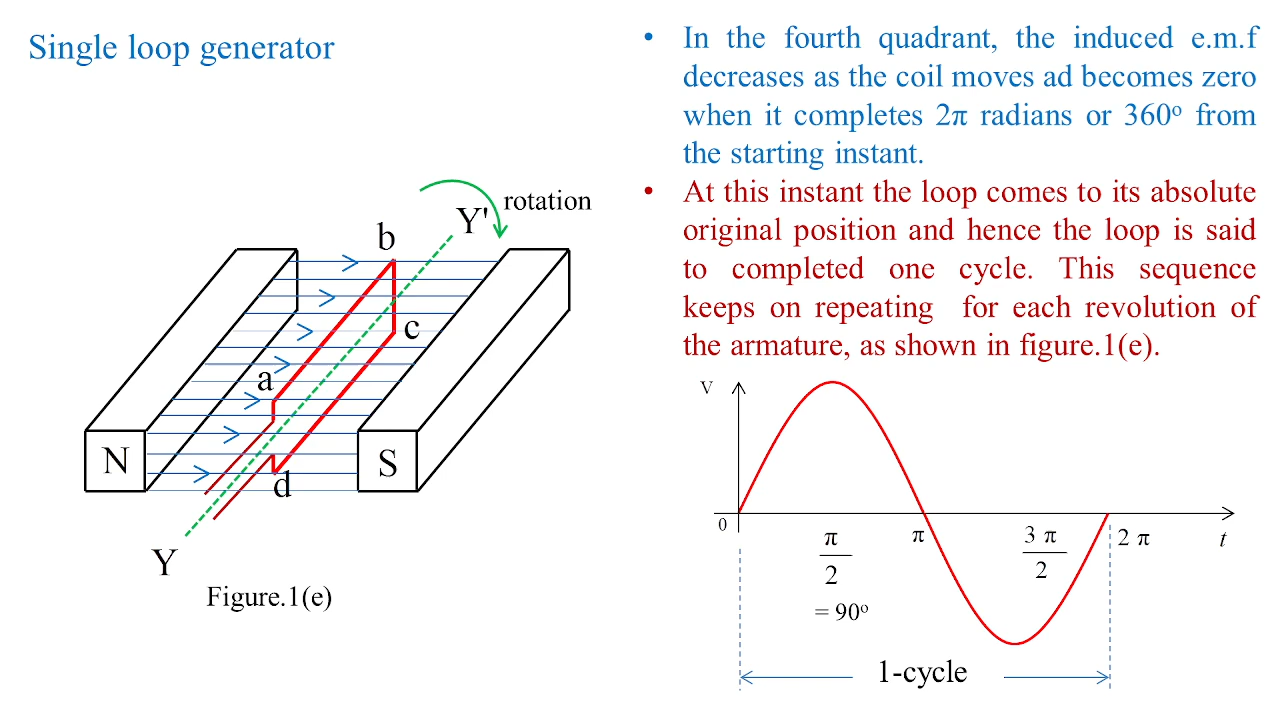 Single loop generator
• In the fourth quadrant, the induced e.m.f
decreases as the coil moves ad becomes zero
when it completes 2π radians or 360° from
the starting instant.
• At this instant the loop comes to its absolute
original position and hence the loop is said
to completed one cycle. This sequence
keeps on repeating for each revolution of
the armature, as shown in figure.1(e).
rotation
Y'
b
c
a
N
S
d
Y
Figure.1(e)
V
0
π
2
= 90°
π
3 π
2
2 π
t
1-cycle